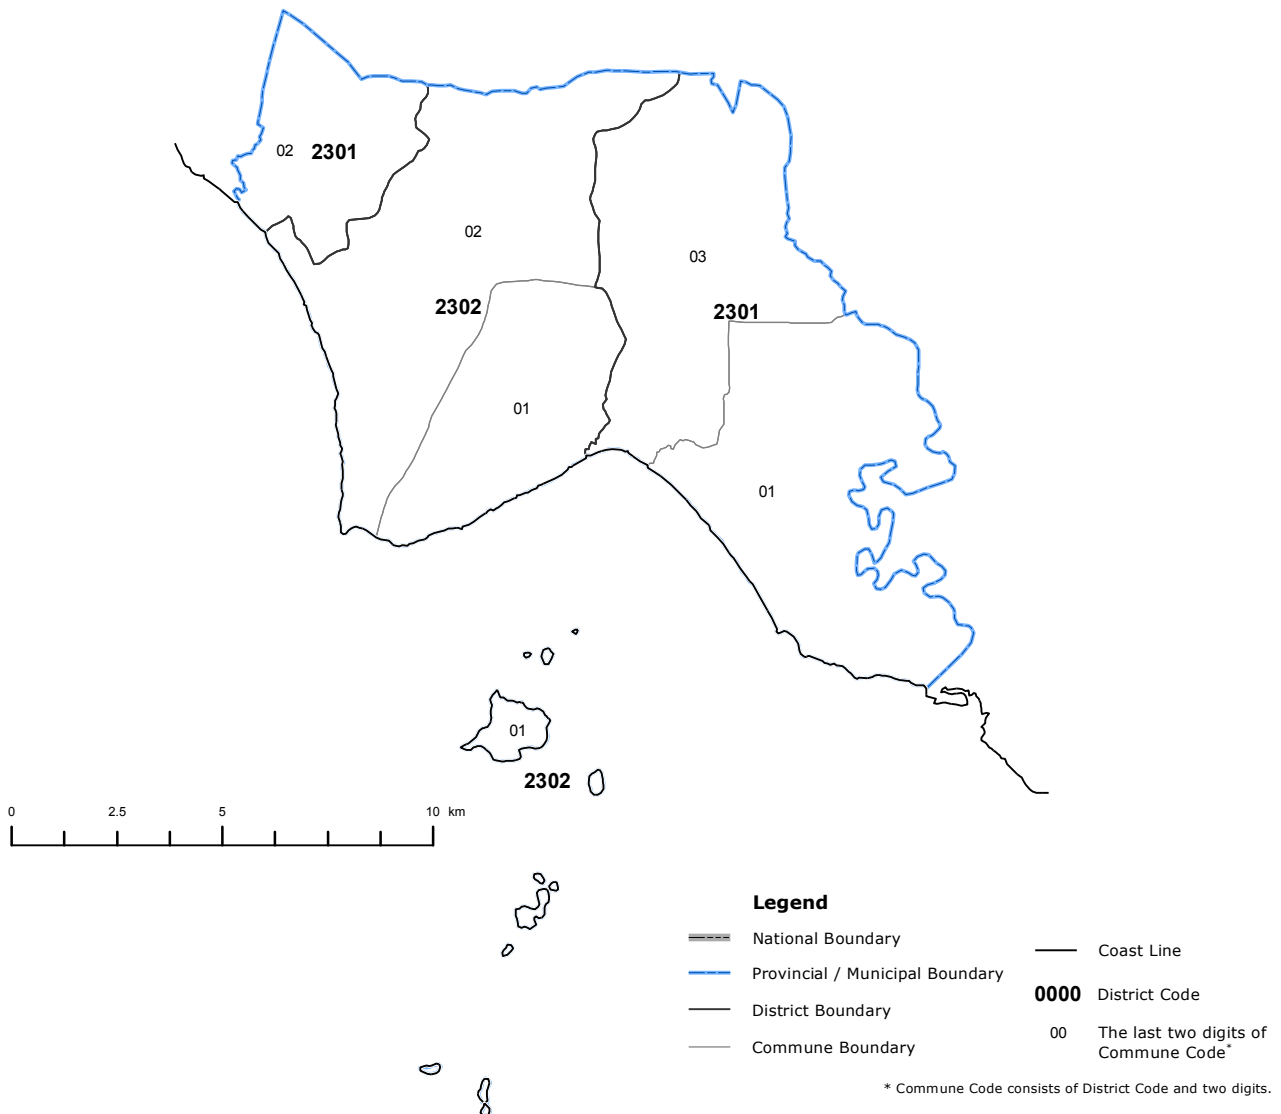 02 2301
02
03
2302
2301
01
01
01
2302
0 2.5 5 10 km
Legend
National Boundary
Provincial / Municipal Boundary
District Boundary
Commune Boundary
Coast Line
0000 District Code
00 The last two digits of
Commune Code*
* Commune Code consists of District Code and two digits.